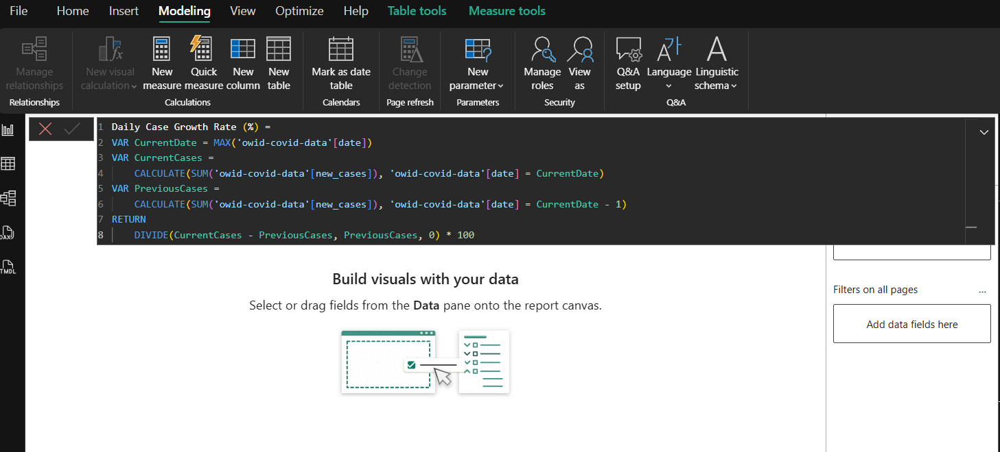 File Home Insert Modeling View Optimize Help Table tools Measure tools
Manage relationships
New visual calculation
New measure
Quick measure
New column
New table
Mark as date table
Change detection
New parameter
Manage roles
View as
Q&A setup
Language
Linguistic schema
Relationships Calculations Calendars Page refresh Parameters Security Q&A
1 Daily Case Growth Rate (%) =
2 VAR CurrentDate = MAX('owid-covid-data'[date])
3 VAR CurrentCases =
4 CALCULATE(SUM('owid-covid-data'[new_cases]), 'owid-covid-data'[date] = CurrentDate)
5 VAR PreviousCases =
6 CALCULATE(SUM('owid-covid-data'[new_cases]), 'owid-covid-data'[date] = CurrentDate - 1)
7 RETURN
8 DIVIDE(CurrentCases - PreviousCases, PreviousCases, 0) * 100
DAX
TMDL
Build visuals with your data
Select or drag fields from the Data pane onto the report canvas.
Filters on all pages ...
Add data fields here